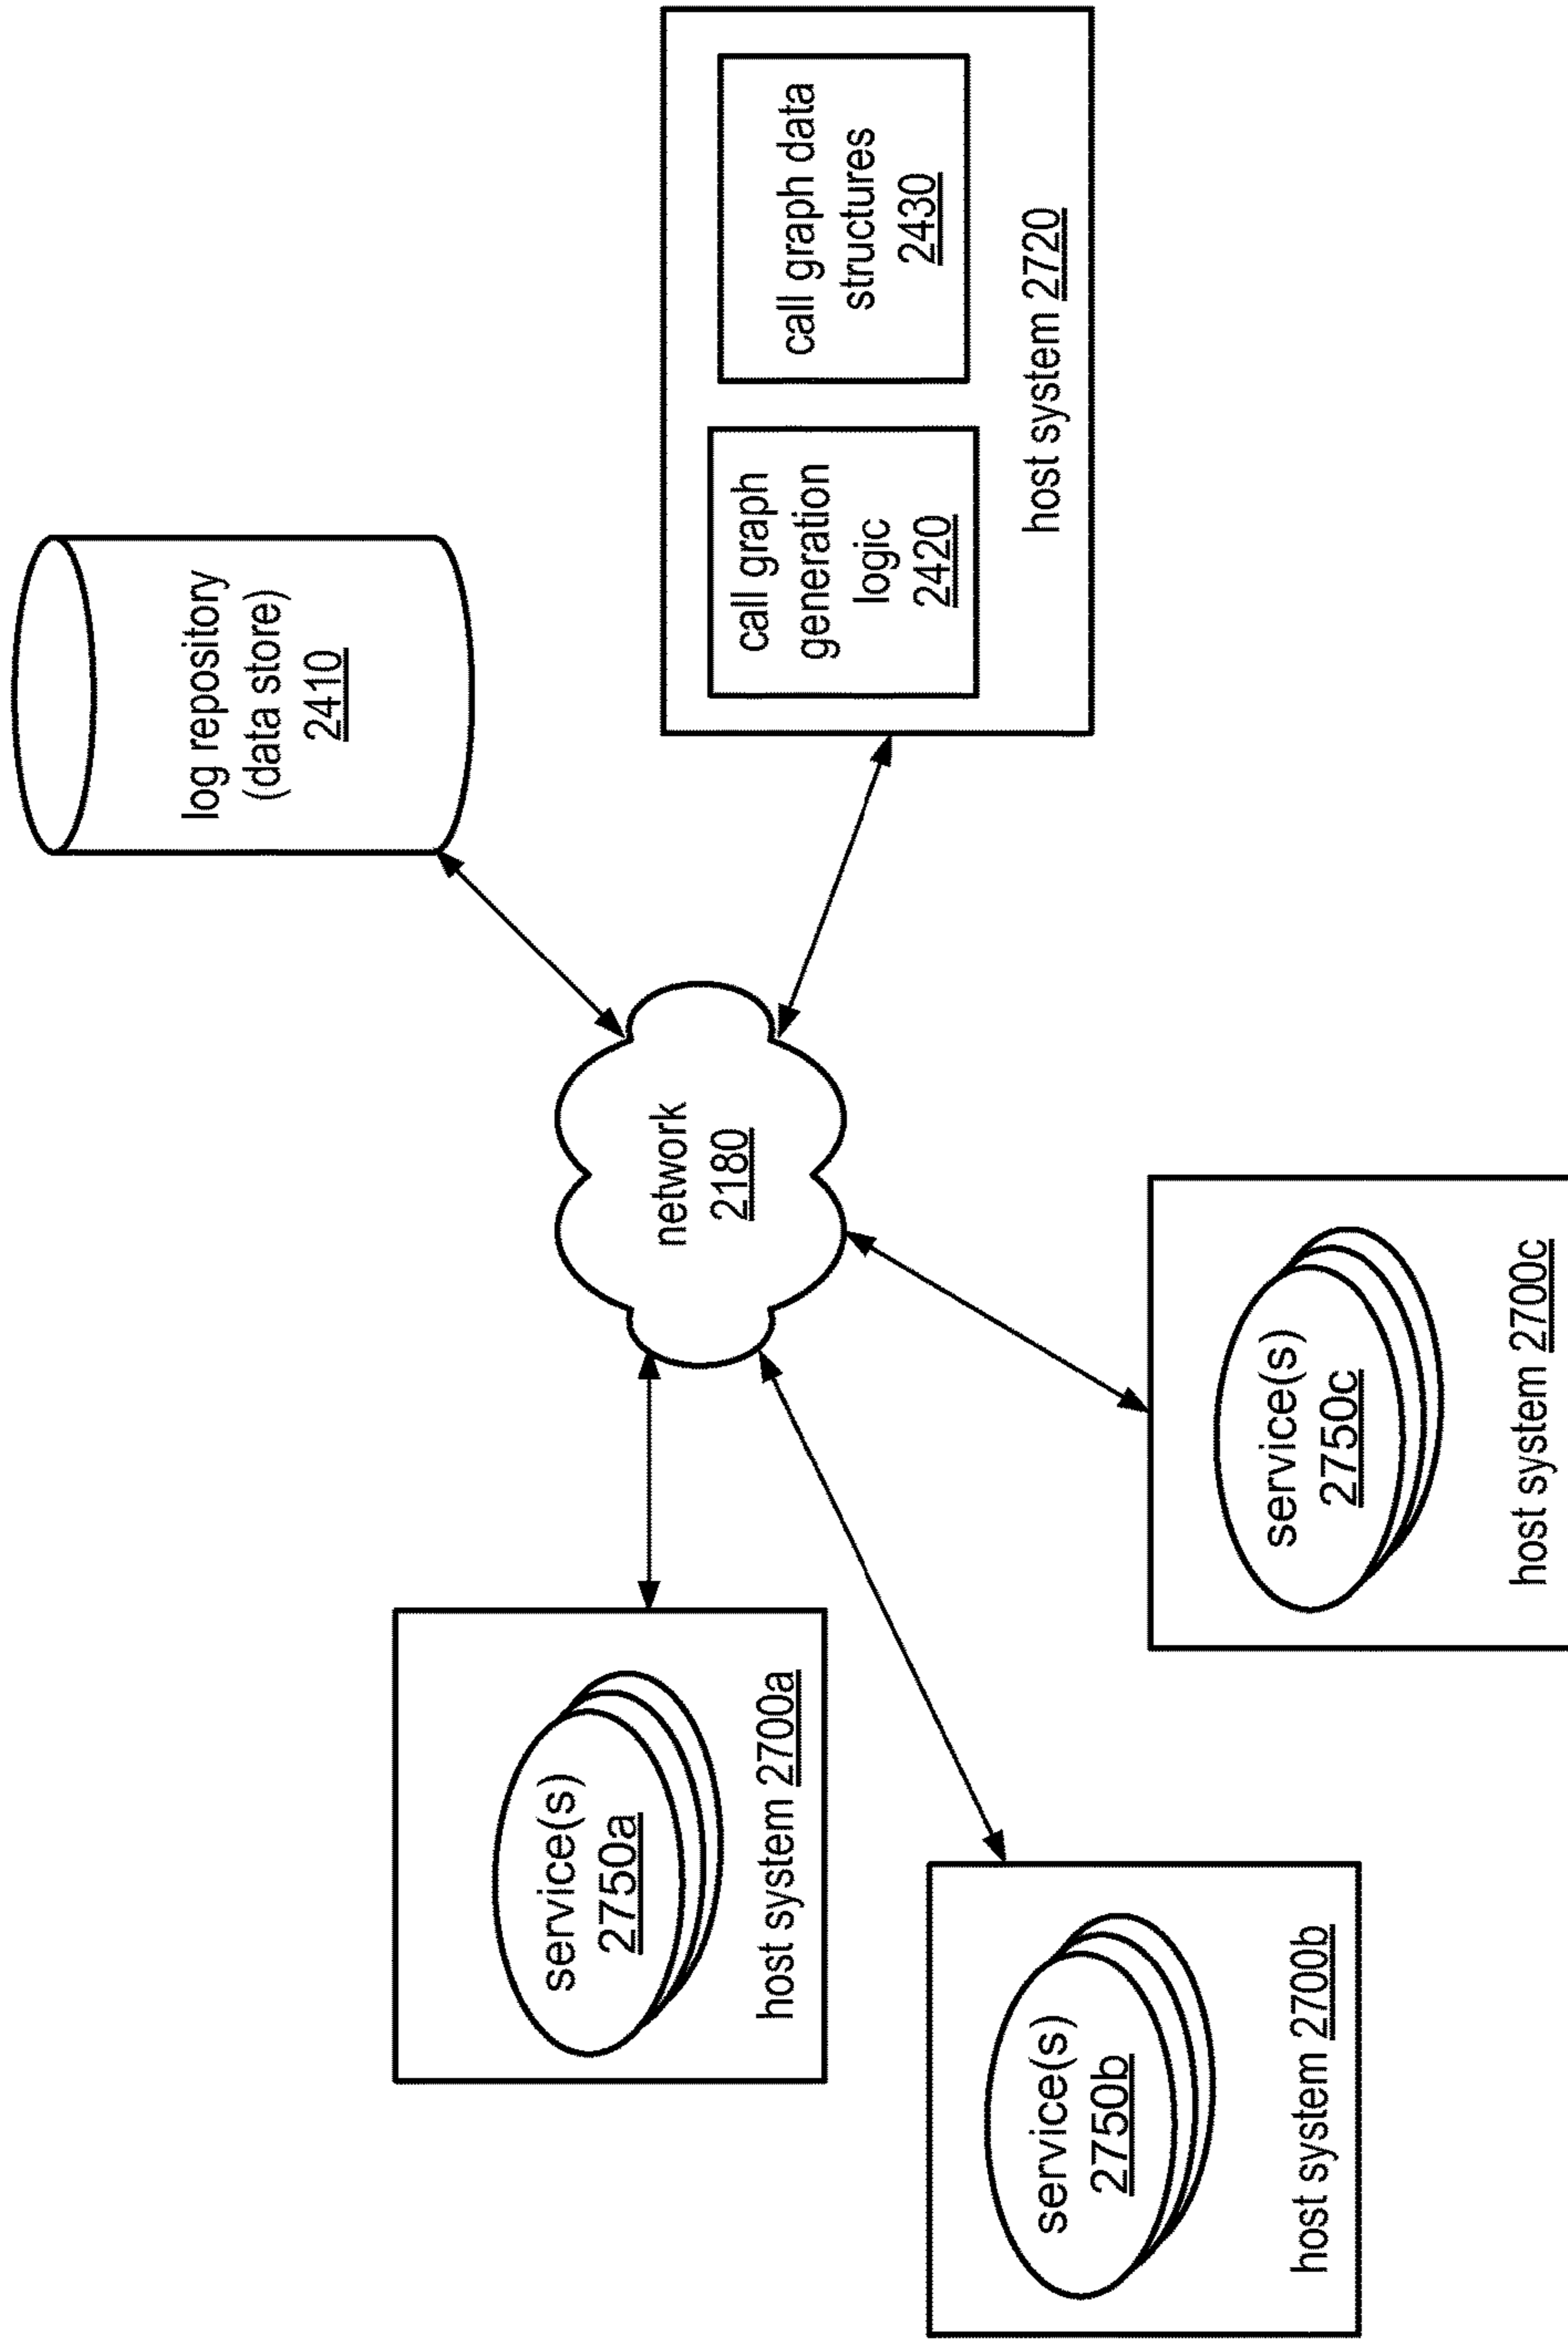 log repository
(data store)
2410
call graph
generation
logic
2420
call graph data
structures
2430
host system 2720
network
2180
service(s)
2750a
host system 2700a
service(s)
2750b
host system 2700b
service(s)
2750c
host system 2700c